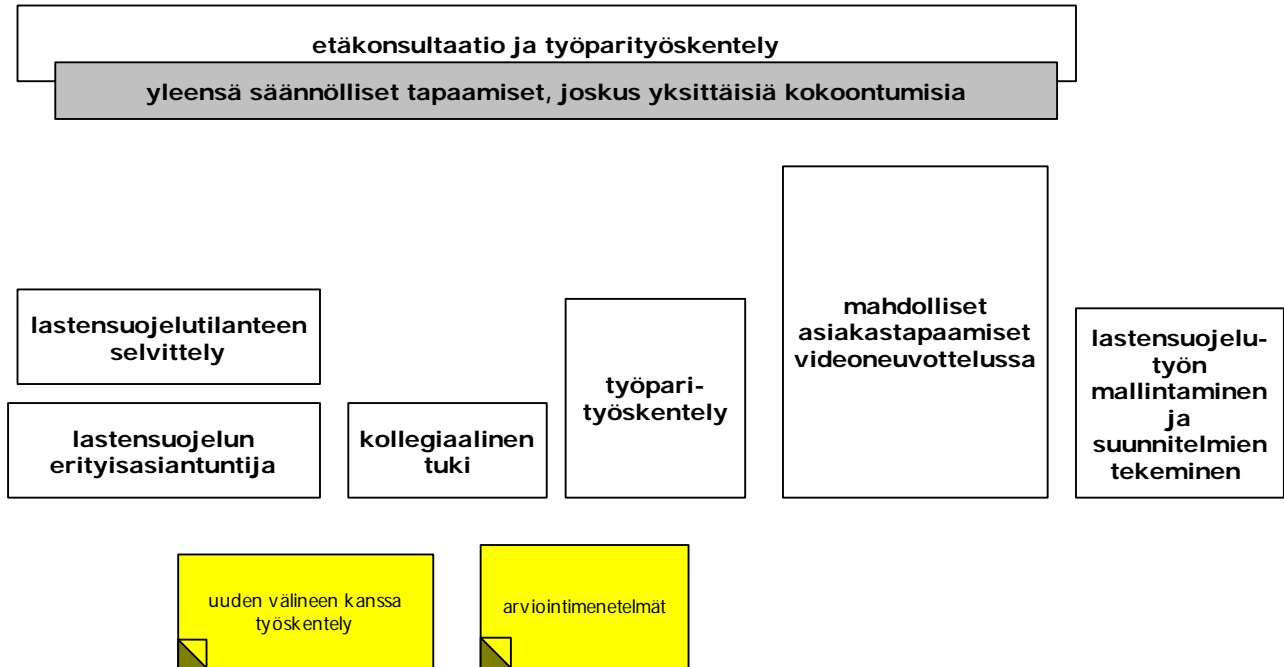 etäkonsultaatio ja työparityöskentely
yleensä säännölliset tapaamiset, joskus yksittäisiä kokoontumisia
lastensuojelutilanteen
selvittely
lastensuojelun
erityisasiantuntija
kollegiaalinen
tuki
työpari-
työskentely
mahdolliset
asiakastapaamiset
videoneuvottelussa
lastensuojelu-
työn
mallintaminen
ja
suunnitelmien
tekeminen
uuden välineen kanssa
työskentely
arviointimenetelmät